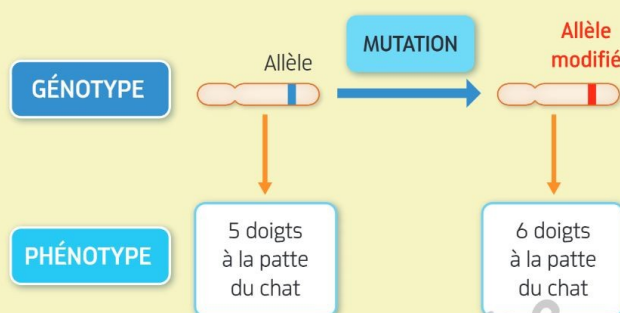 MUTATION
Allèle
modifié
Allèle
GÉNOTYPE
PHÉNOTYPE
5 doigts
à la patte
du chat
6 doigts
à la patte
du chat